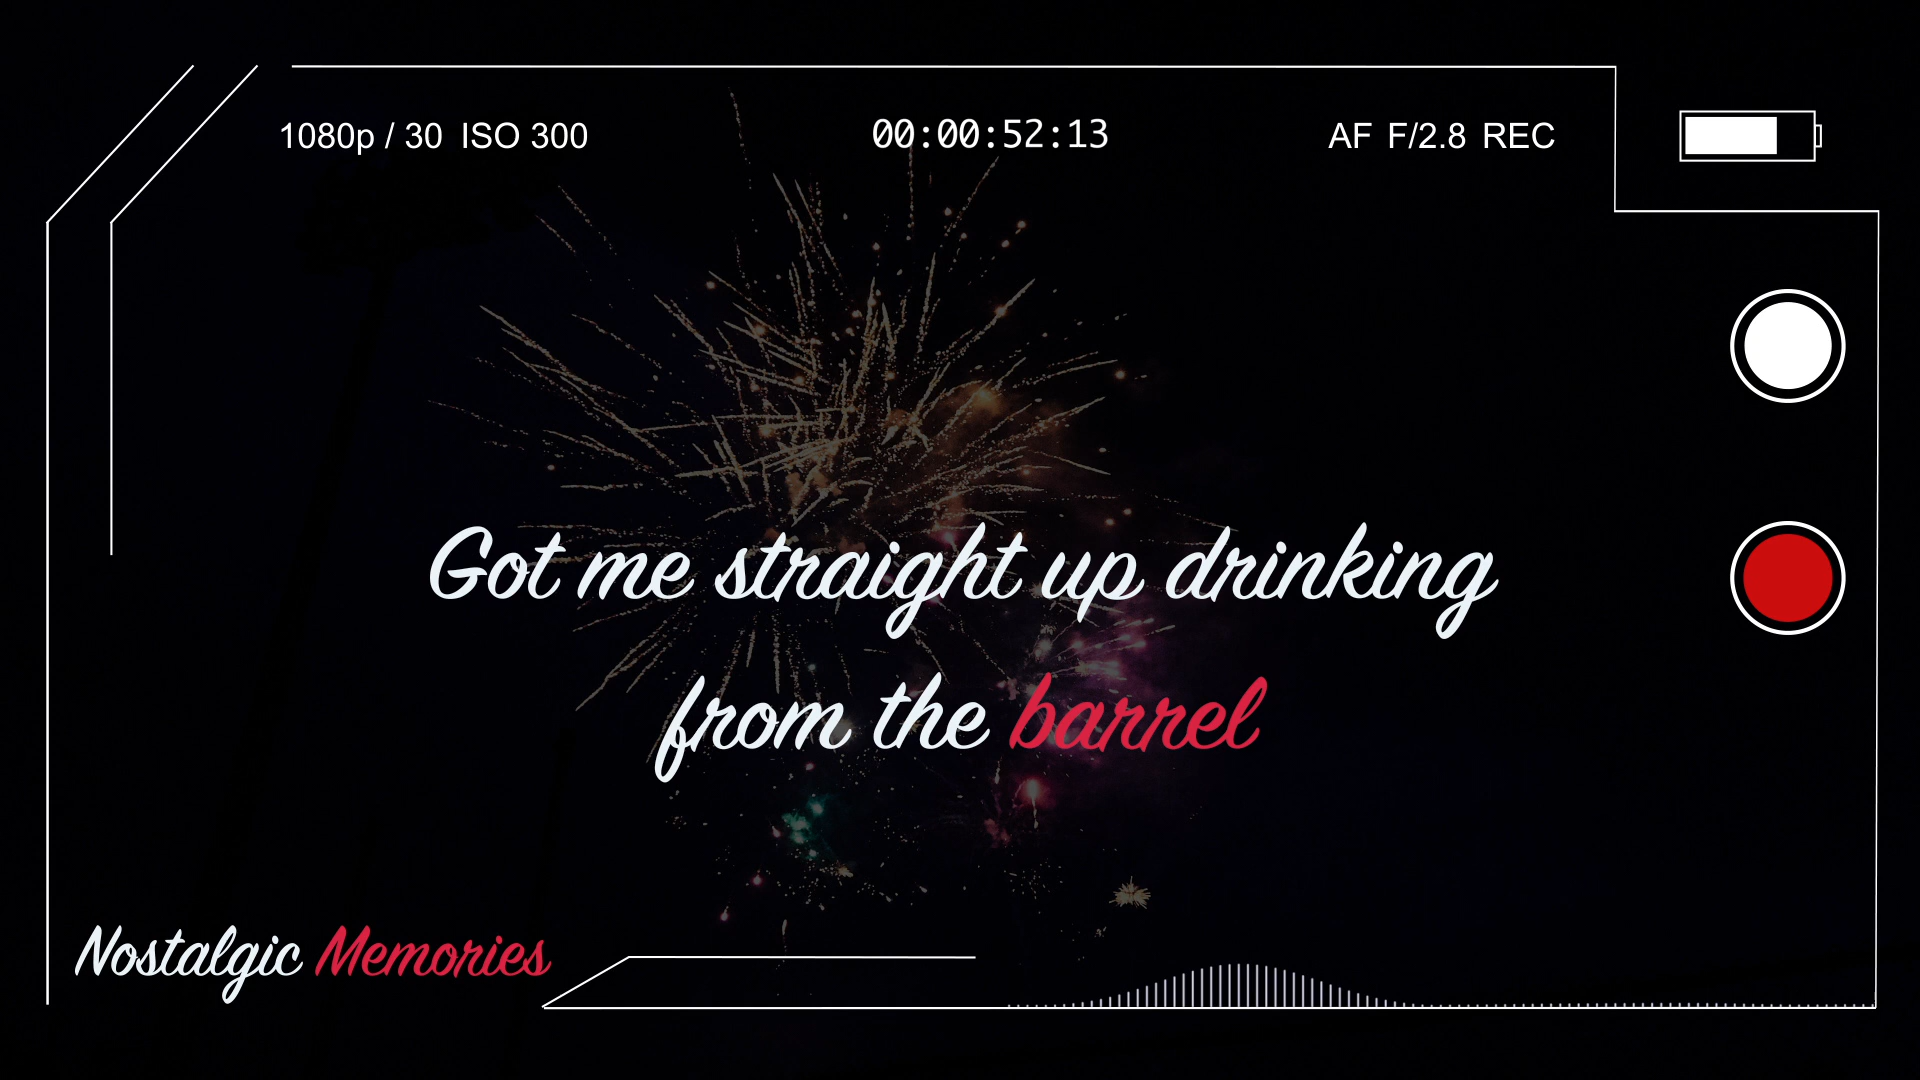 1080p / 30 ISO 300 00:00:52:13 AF F/2.8 REC
Got me straight up drinking
from the barrel
Nostalgic Memories